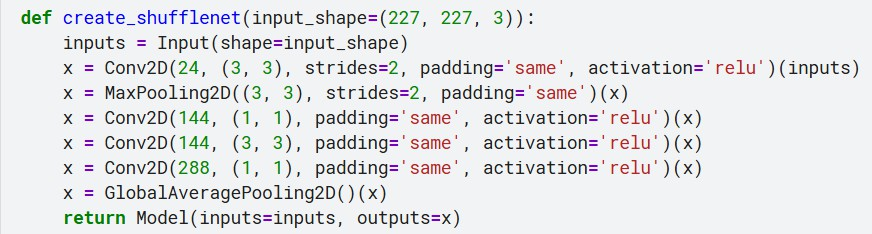 def create_shufflenet(input_shape=(227, 227, 3)):
    inputs = Input(shape=input_shape)
    x = Conv2D(24, (3, 3), strides=2, padding='same', activation='relu')(inputs)
    x = MaxPooling2D((3, 3), strides=2, padding='same')(x)
    x = Conv2D(144, (1, 1), padding='same', activation='relu')(x)
    x = Conv2D(144, (3, 3), padding='same', activation='relu')(x)
    x = Conv2D(288, (1, 1), padding='same', activation='relu')(x)
    x = GlobalAveragePooling2D()(x)
    return Model(inputs=inputs, outputs=x)